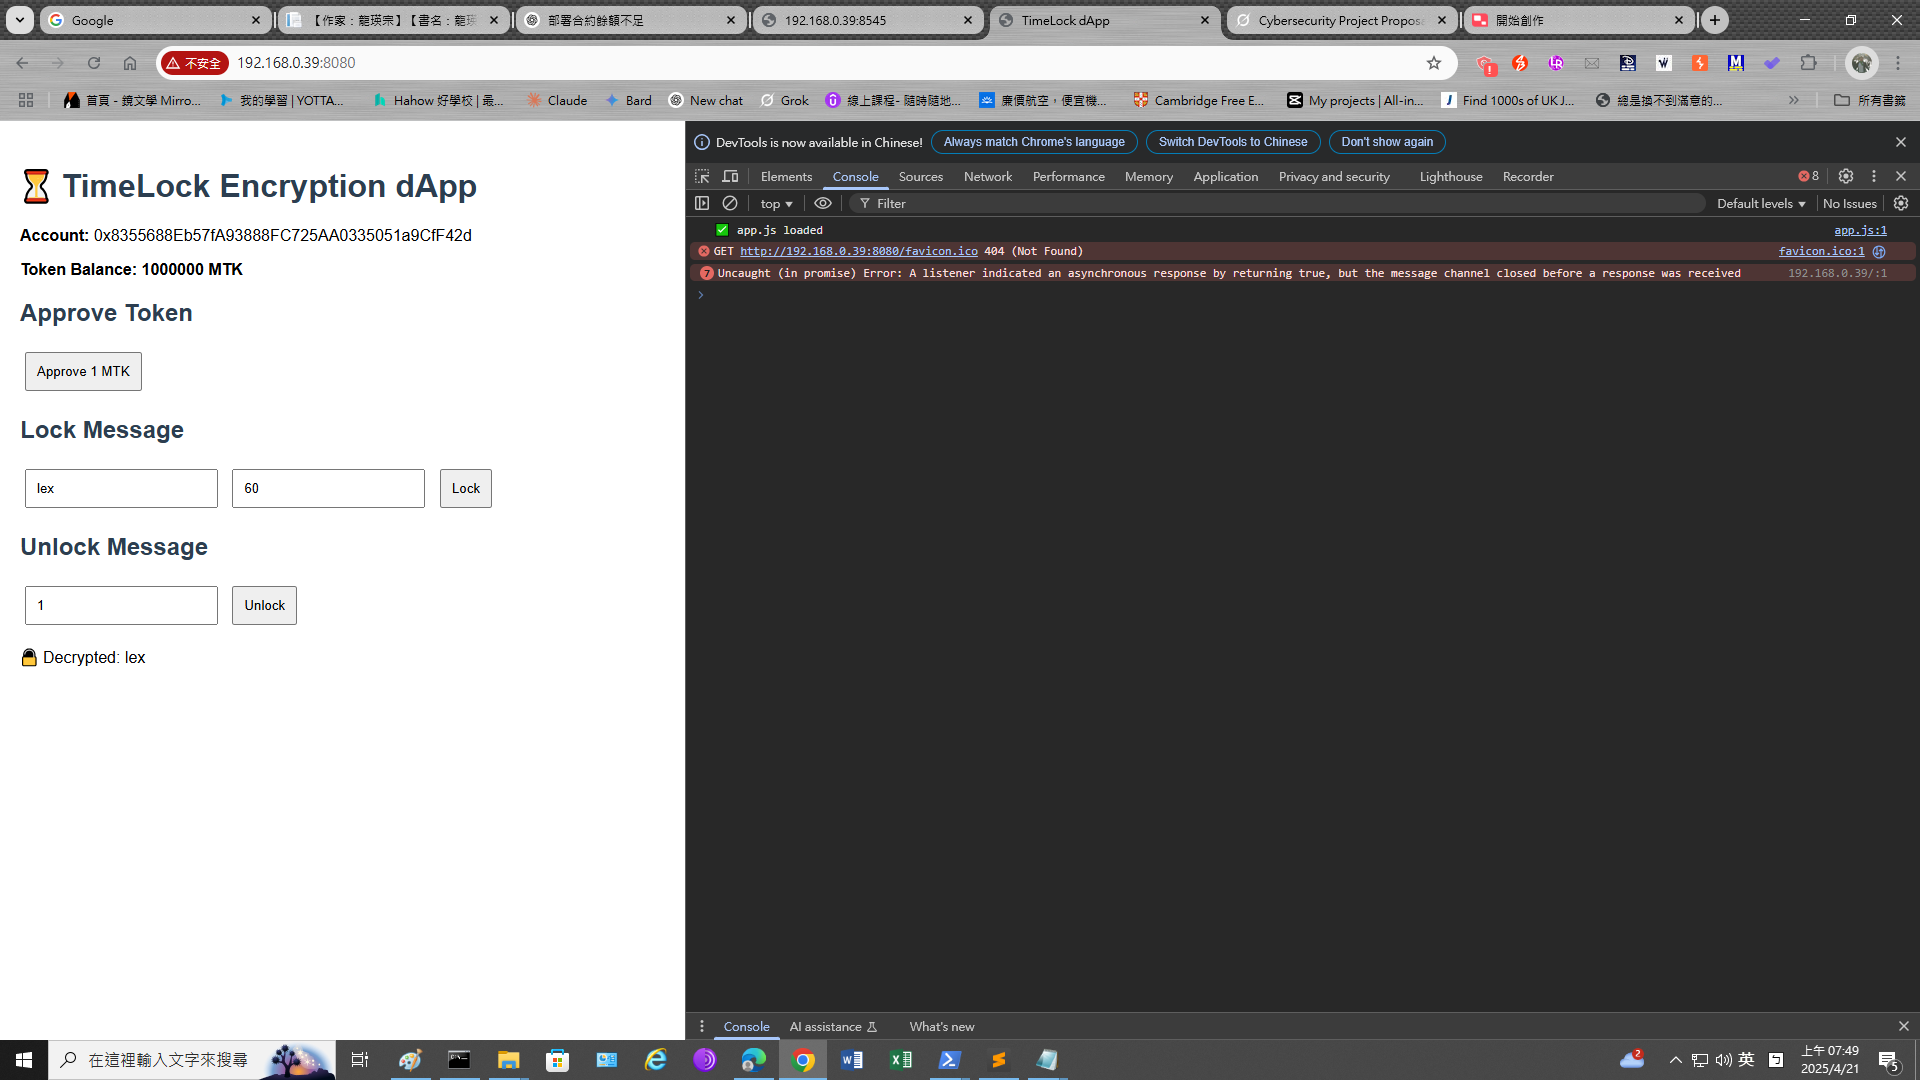 Google
【作家：龍瑛宗】【書名：龍瑛
部署合約餘額不足
192.168.0.39:8545
TimeLock dApp
Cybersecurity Project Propos
開始創作
不安全
192.168.0.39:8080
首頁 - 鏡文學 Mirro...
我的學習 | YOTTA...
Hahow 好學校 | 最...
Claude
Bard
New chat
Grok
線上課程- 隨時隨地...
廉價航空，便宜機...
Cambridge Free E...
My projects | All-in...
Find 1000s of UK J...
總是換不到滿意的...
所有書籤
TimeLock Encryption dApp
Account: 0x8355688Eb57fA93888FC725AA0335051a9CfF42d
Token Balance: 1000000 MTK
Approve Token
Approve 1 MTK
Lock Message
lex
60
Lock
Unlock Message
1
Unlock
Decrypted: lex
DevTools is now available in Chinese!
Always match Chrome's language
Switch DevTools to Chinese
Don't show again
Elements
Console
Sources
Network
Performance
Memory
Application
Privacy and security
Lighthouse
Recorder
8
top
Filter
Default levels
No Issues
app.js loaded
app.js:1
GET http://192.168.0.39:8080/favicon.ico 404 (Not Found)
favicon.ico:1
7
Uncaught (in promise) Error: A listener indicated an asynchronous response by returning true, but the message channel closed before a response was received
192.168.0.39/:1
Console
AI assistance
What's new
在這裡輸入文字來搜尋
2
英
上午 07:49
2025/4/21
5